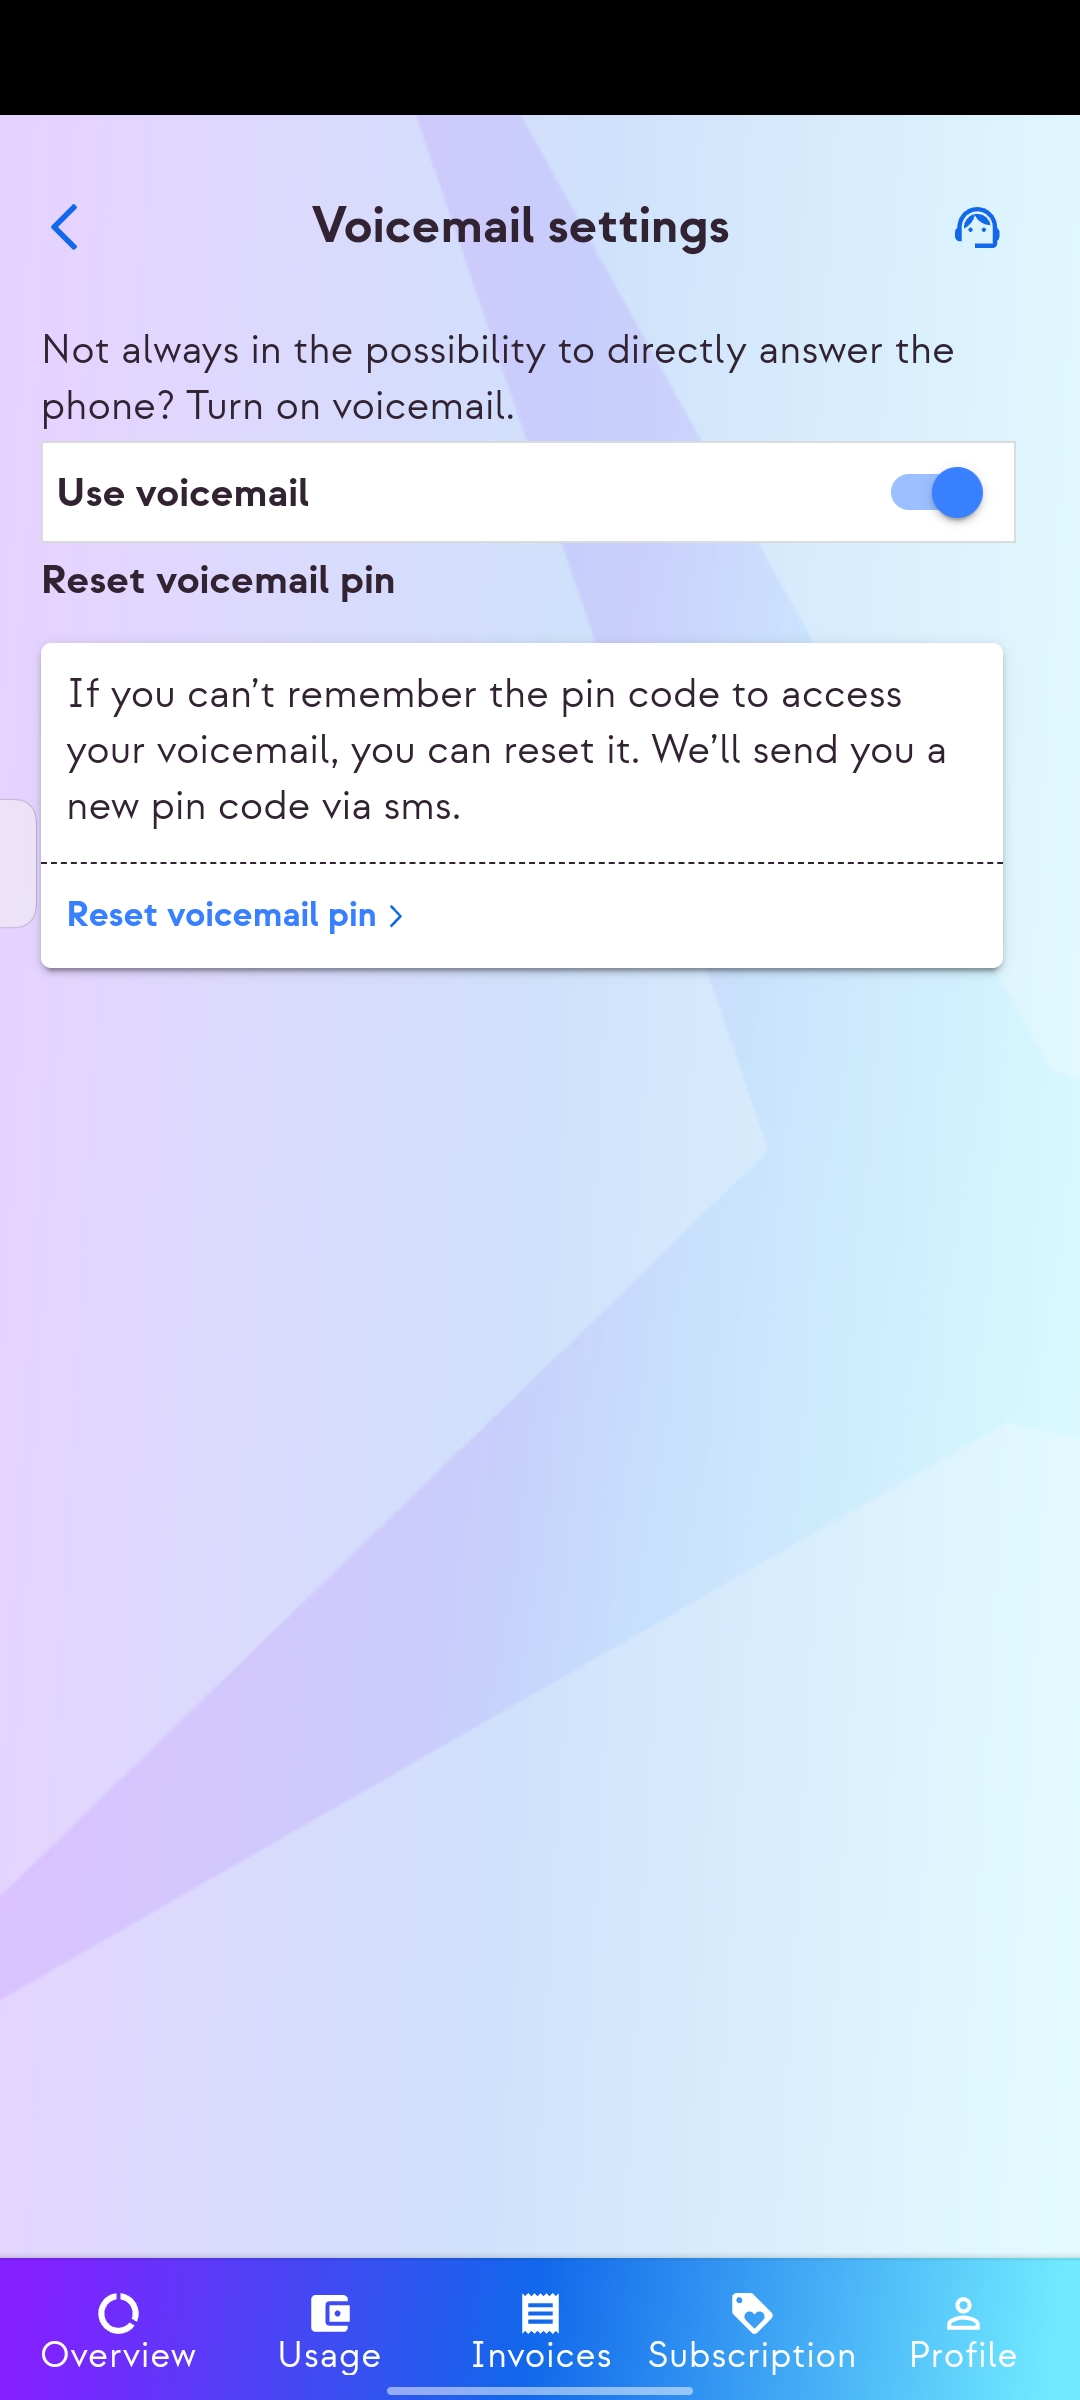 Voicemail settings
Not always in the possibility to directly answer the
phone? Turn on voicemail.
Use voicemail
Reset voicemail pin
If you can’t remember the pin code to access
your voicemail, you can reset it. We’ll send you a
new pin code via sms.
Reset voicemail pin
Overview
Usage
Invoices
Subscription
Profile